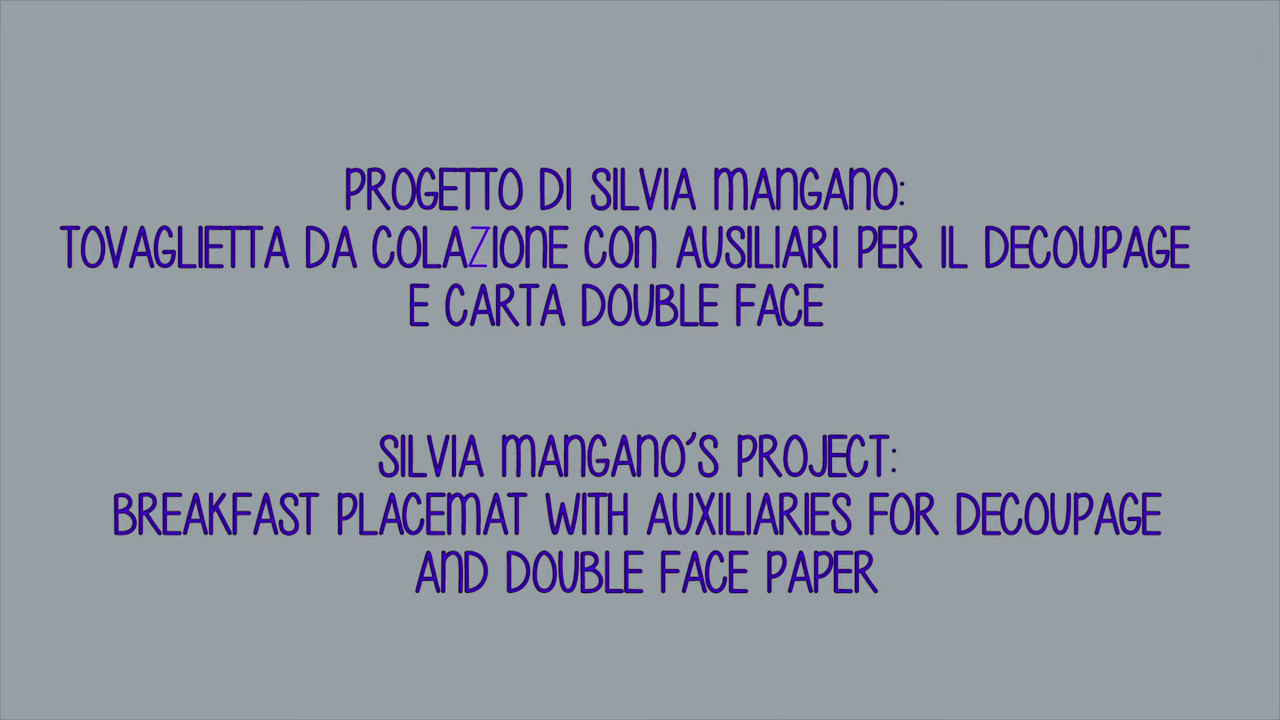 PROGETTO DI SILVIA MANGANO:
TOVAGLIETTA DA COLAZIONE CON AUSILIARI PER IL DECOUPAGE
E CARTA DOUBLE FACE
SILVIA MANGANO'S PROJECT:
BREAKFAST PLACEMAT WITH AUXILIARIES FOR DECOUPAGE
AND DOUBLE FACE PAPER